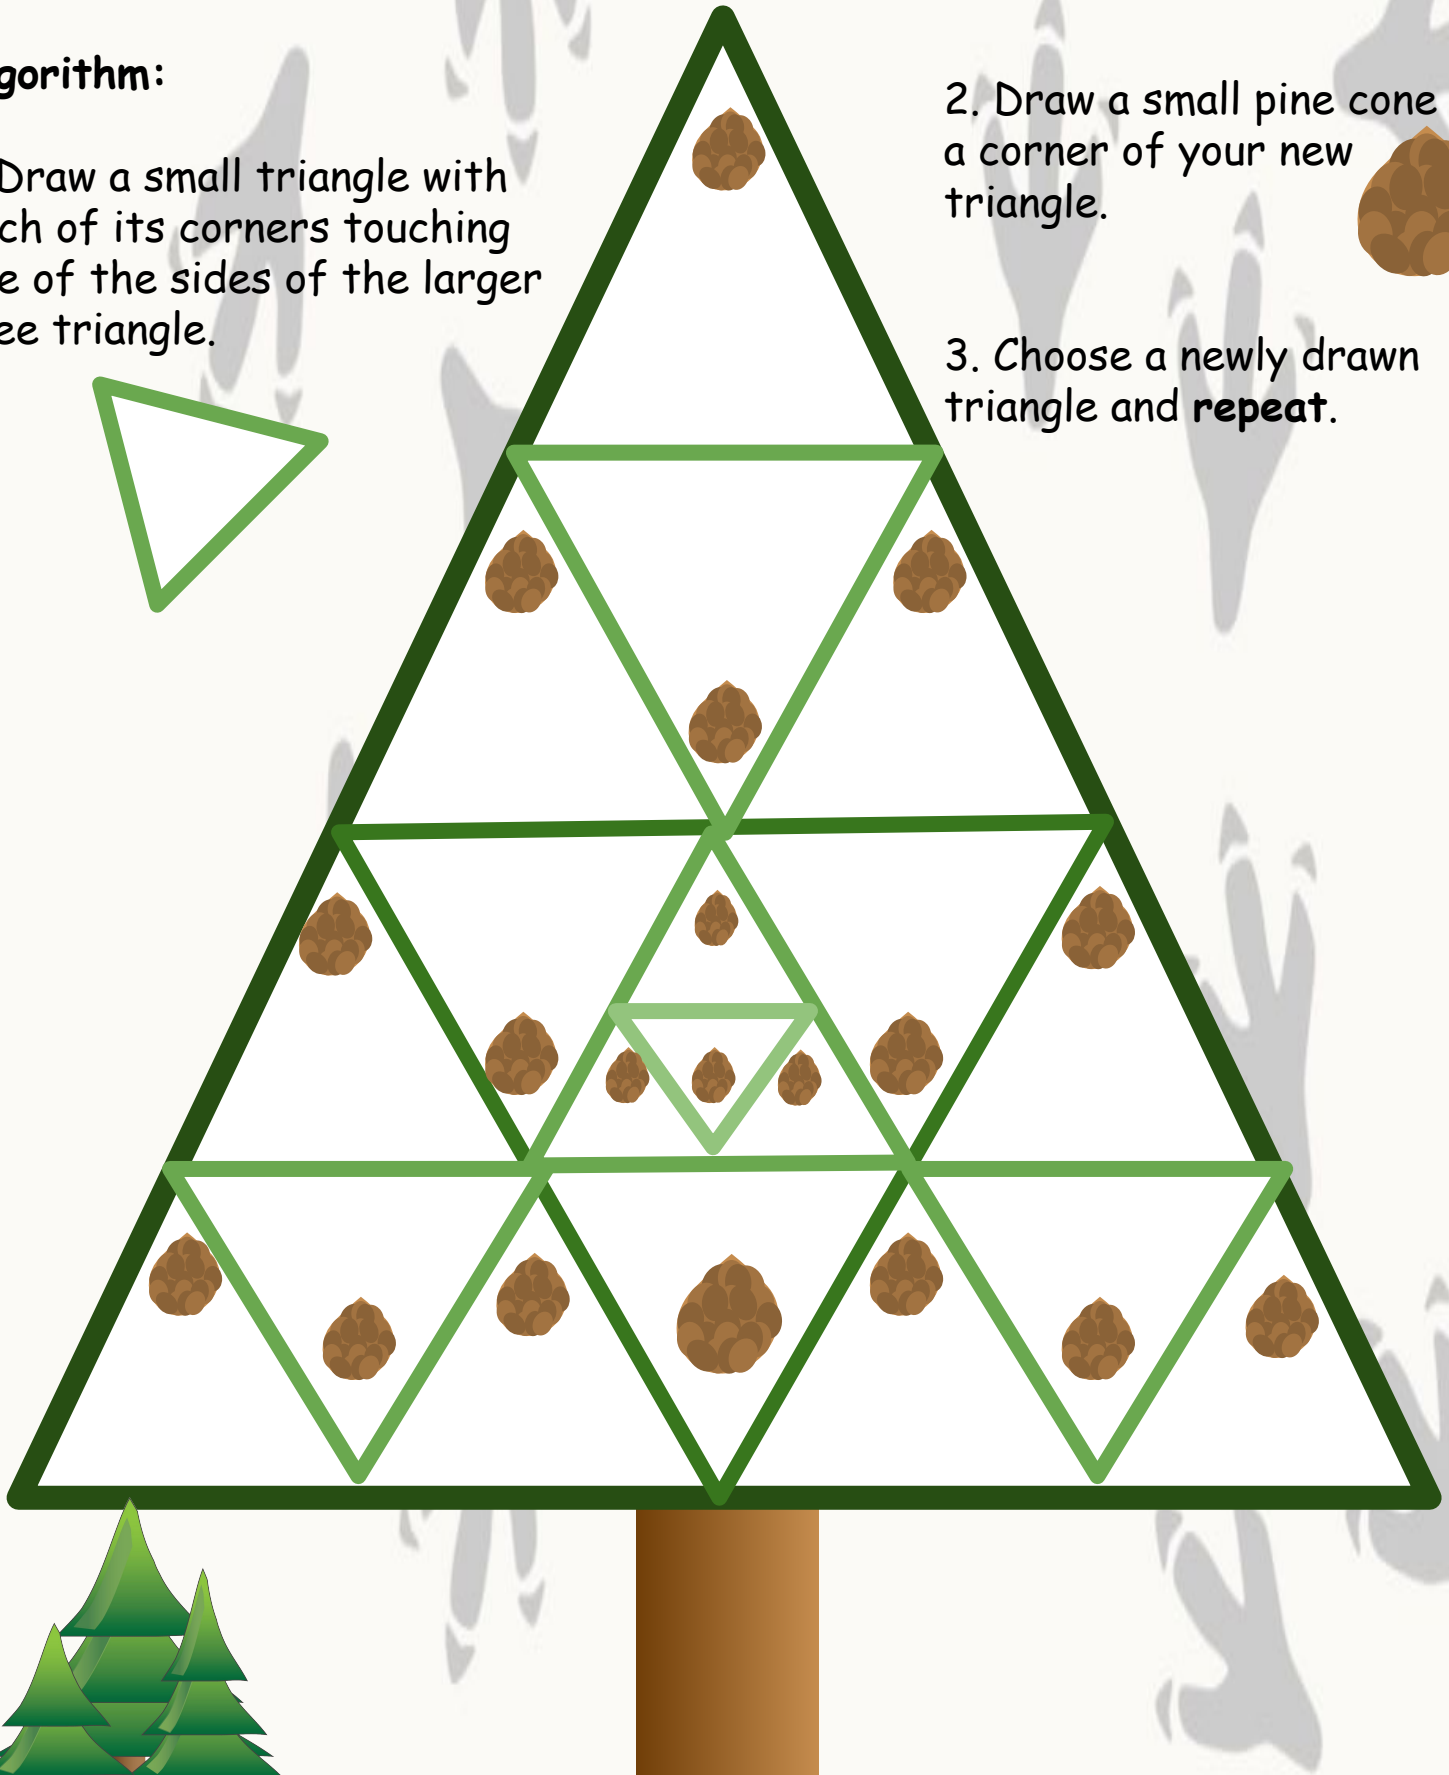 gorithm:
Draw a small triangle with
ch of its corners touching
e of the sides of the larger
ee triangle.
2. Draw a small pine cone
a corner of your new
triangle.
3. Choose a newly drawn
triangle and repeat.